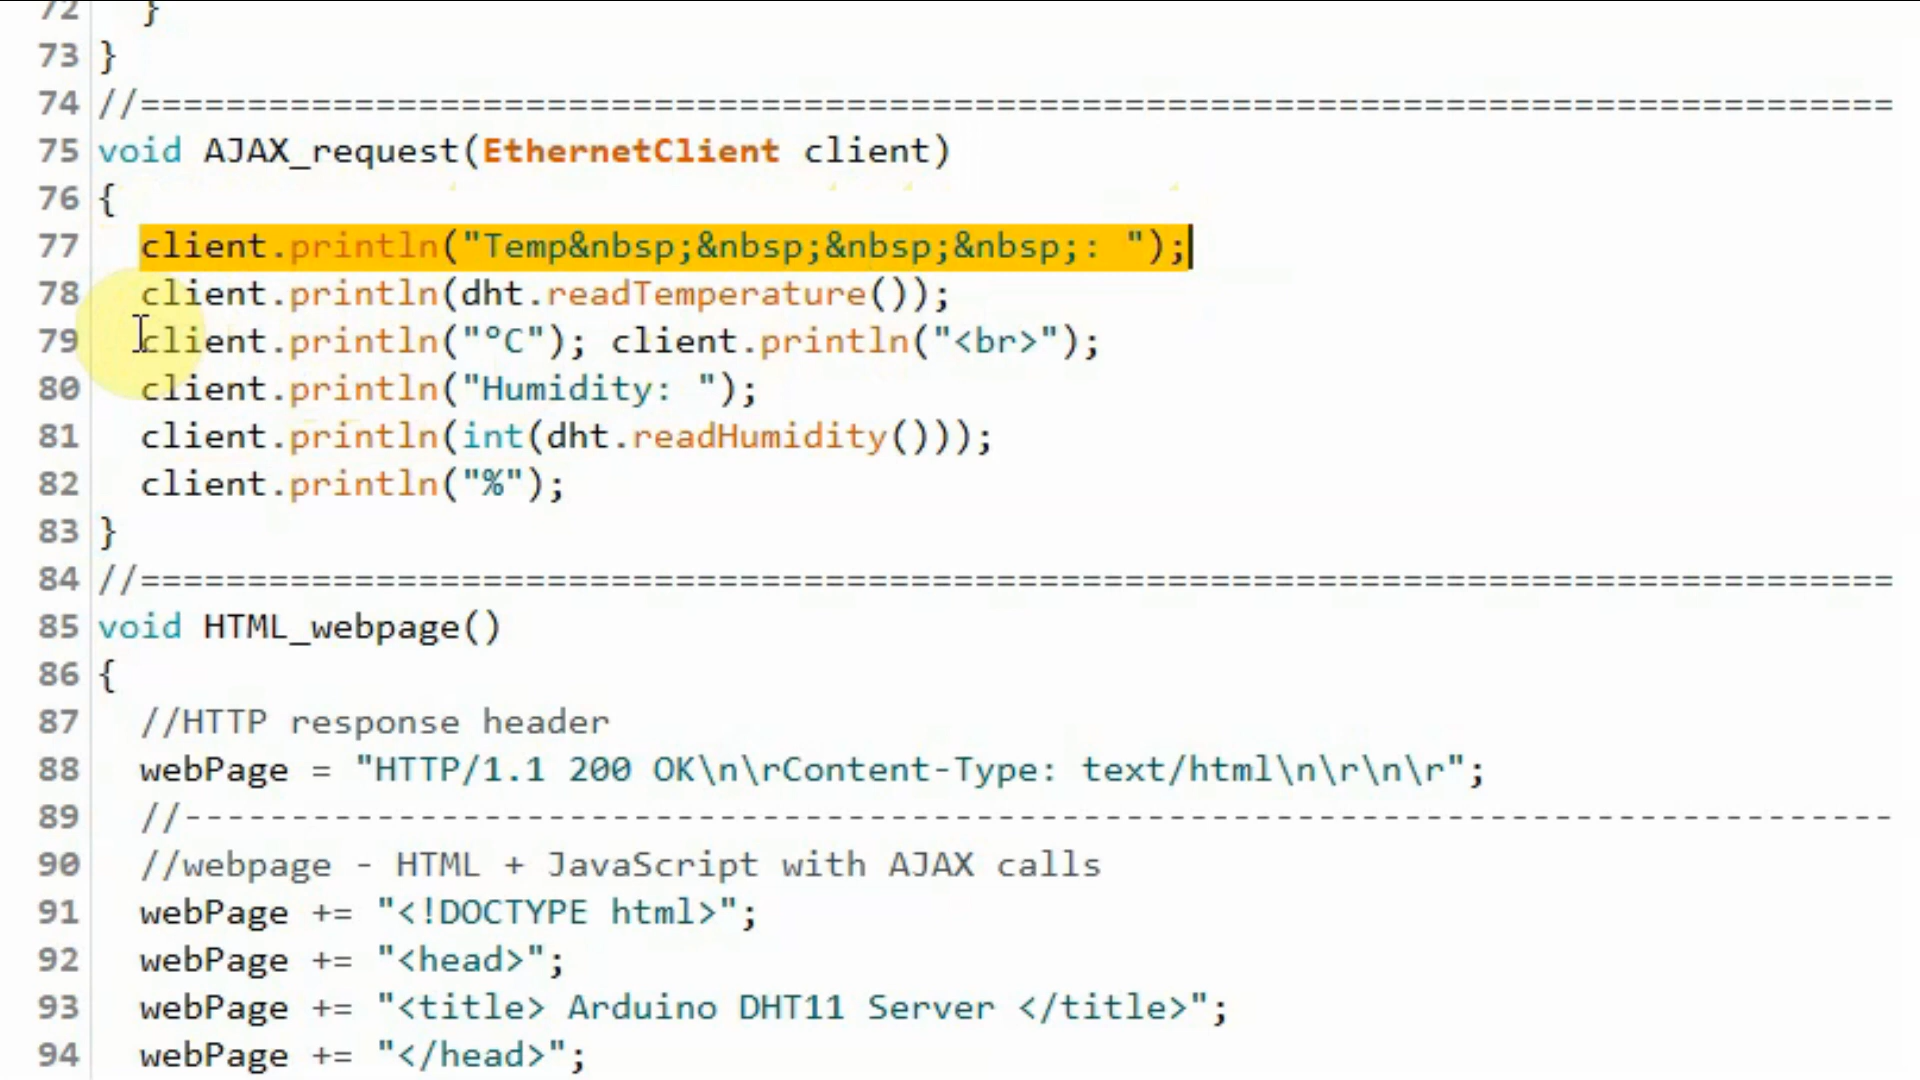 72 }
73 }
74 //==================================================================================
75 void AJAX_request(EthernetClient client)
76 {
77 client.println("Temp&nbsp;&nbsp;&nbsp;&nbsp;: ");
78 client.println(dht.readTemperature());
79 client.println("°C"); client.println("<br>");
80 client.println("Humidity: ");
81 client.println(int(dht.readHumidity()));
82 client.println("%");
83 }
84 //==================================================================================
85 void HTML_webpage()
86 {
87 //HTTP response header
88 webPage = "HTTP/1.1 200 OK\n\rContent-Type: text/html\n\r\n\r";
89 //--------------------------------------------------------------------------------
90 //webpage - HTML + JavaScript with AJAX calls
91 webPage += "<!DOCTYPE html>";
92 webPage += "<head>";
93 webPage += "<title> Arduino DHT11 Server </title>";
94 webPage += "</head>";